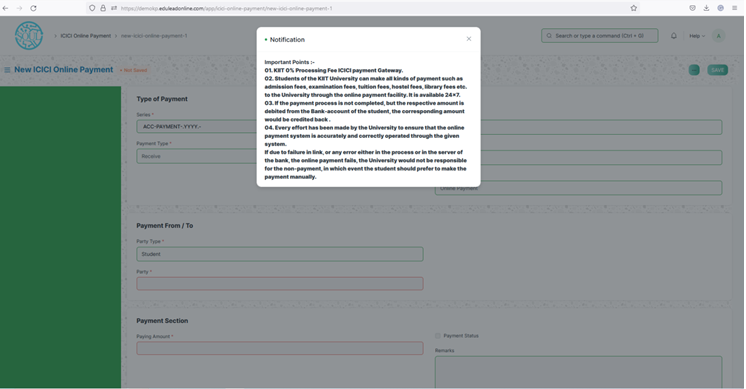 https://demokp.eduleadonline.com/app/icici-online-payment/new-icici-online-payment-1
ICICI Online Payment
new-icici-online-payment-1
Search or type a command (Ctrl + G)
Help
A
New ICICI Online Payment
Not Saved
SAVE
Notification
Important Points :-
01. KIIT 0% Processing Fee ICICI payment Gateway.
02. Students of the KIIT University can make all kinds of payment such as
admission fees, examination fees, tuition fees, hostel fees, library fees etc.
to the University through the online payment facility. It is available 24x7.
03. If the payment process is not completed, but the respective amount is
debited from the Bank-account of the student, the corresponding amount
would be credited back .
04. Every effort has been made by the University to ensure that the online
payment system is accurately and correctly operated through the given
system.
If due to failure in link, or any error either in the process or in the server of
the bank, the online payment fails, the University would not be responsible
for the non-payment, in which event the student should prefer to make the
payment manually.
Type of Payment
Series *
ACC-PAYMENT-.YYYY.-
Payment Type *
Receive
Online Payment
Payment From / To
Party Type *
Student
Party *
Payment Section
Paying Amount *
Payment Status
Remarks